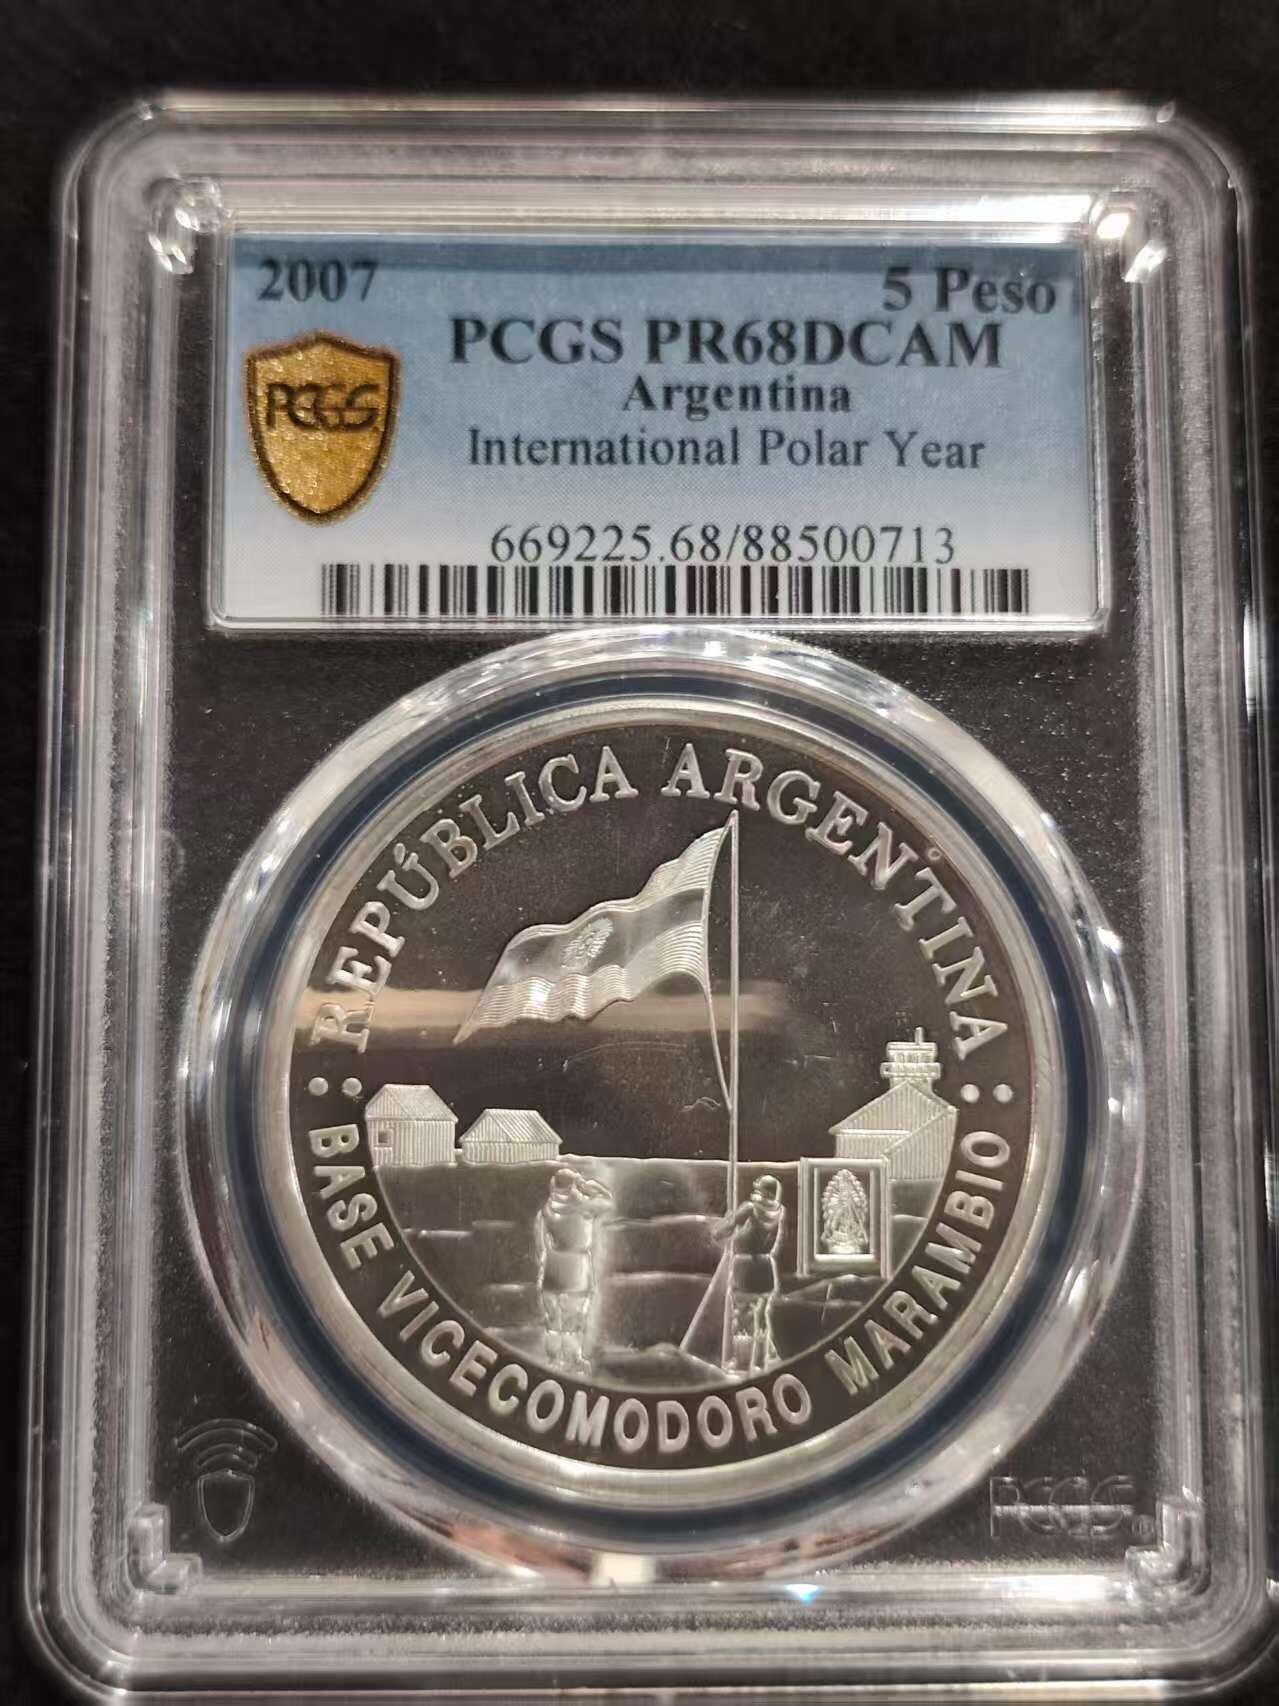 2007
5 Peso
PCGS PR68DCAM
PCGS
Argentina
International Polar Year
669225.68/88500713
REPÚBLICA ARGENTINA
BASE VICECOMODORO MARAMBIO
PCGS